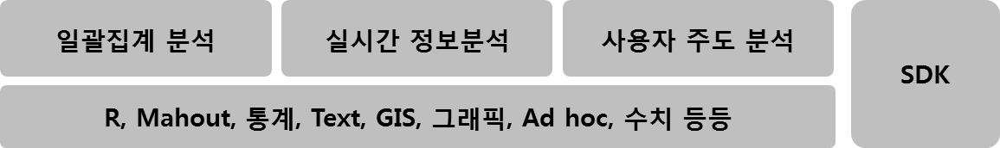 일괄집계 분석
실시간 정보분석
사용자 주도 분석
SDK
R, Mahout, 통계, Text, GIS, 그래픽, Ad hoc, 수치 등등